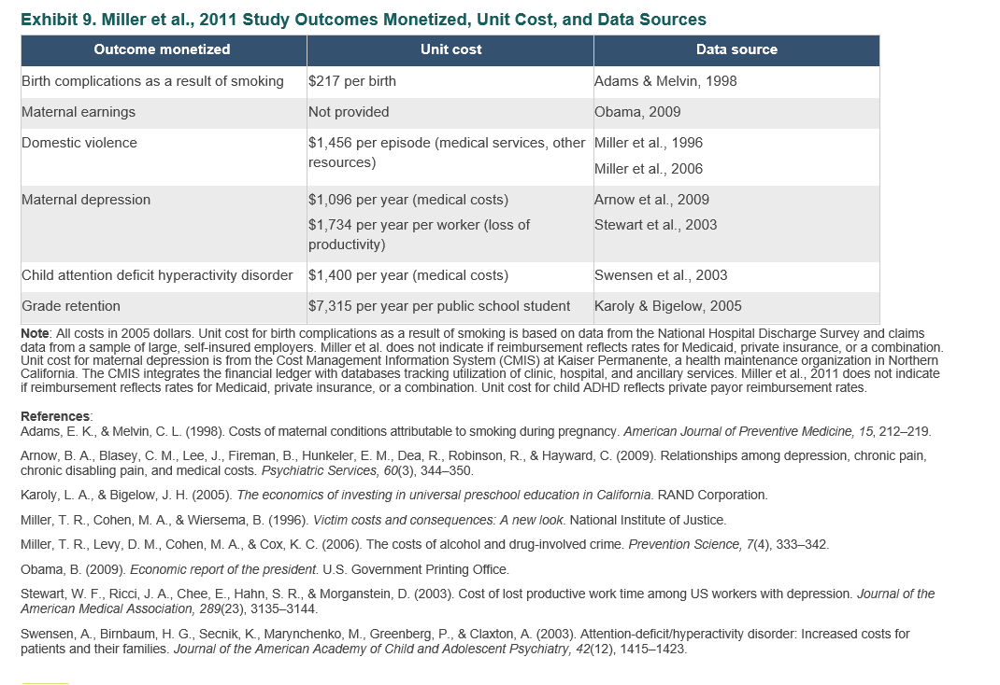 Exhibit 9. Miller et al., 2011 Study Outcomes Monetized, Unit Cost, and Data Sources
Outcome monetized Unit cost Data source
Birth complications as a result of smoking $217 per birth Adams & Melvin, 1998
Maternal earnings Not provided Obama, 2009
Domestic violence $1,456 per episode (medical services, other Miller et al., 1996
resources) Miller et al., 2006
Maternal depression $1,096 per year (medical costs) Arnow et al., 2009
$1,734 per year per worker (loss of Stewart et al., 2003
productivity)
Child attention deficit hyperactivity disorder $1,400 per year (medical costs) Swensen et al., 2003
Grade retention $7,315 per year per public school student Karoly & Bigelow, 2005
Note: All costs in 2005 dollars. Unit cost for birth complications as a result of smoking is based on data from the National Hospital Discharge Survey and claims
data from a sample of large, self-insured employers. Miller et al. does not indicate if reimbursement reflects rates for Medicaid, private insurance, or a combination.
Unit cost for maternal depression is from the Cost Management Information System (CMIS) at Kaiser Permanente, a health maintenance organization in Northern
California. The CMIS integrates the financial ledger with databases tracking utilization of clinic, hospital, and ancillary services. Miller et al., 2011 does not indicate
if reimbursement reflects rates for Medicaid, private insurance, or a combination. Unit cost for child ADHD reflects private payor reimbursement rates.
References:
Adams, E. K., & Melvin, C. L. (1998). Costs of maternal conditions attributable to smoking during pregnancy. American Journal of Preventive Medicine, 15, 212–219.
Arnow, B. A., Blasey, C. M., Lee, J., Fireman, B., Hunkeler, E. M., Dea, R., Robinson, R., & Hayward, C. (2009). Relationships among depression, chronic pain,
chronic disabling pain, and medical costs. Psychiatric Services, 60(3), 344–350.
Karoly, L. A., & Bigelow, J. H. (2005). The economics of investing in universal preschool education in California. RAND Corporation.
Miller, T. R., Cohen, M. A., & Wiersema, B. (1996). Victim costs and consequences: A new look. National Institute of Justice.
Miller, T. R., Levy, D. M., Cohen, M. A., & Cox, K. C. (2006). The costs of alcohol and drug-involved crime. Prevention Science, 7(4), 333–342.
Obama, B. (2009). Economic report of the president. U.S. Government Printing Office.
Stewart, W. F., Ricci, J. A., Chee, E., Hahn, S. R., & Morganstein, D. (2003). Cost of lost productive work time among US workers with depression. Journal of the
American Medical Association, 289(23), 3135–3144.
Swensen, A., Birnbaum, H. G., Secnik, K., Marynchenko, M., Greenberg, P., & Claxton, A. (2003). Attention-deficit/hyperactivity disorder: Increased costs for
patients and their families. Journal of the American Academy of Child and Adolescent Psychiatry, 42(12), 1415–1423.